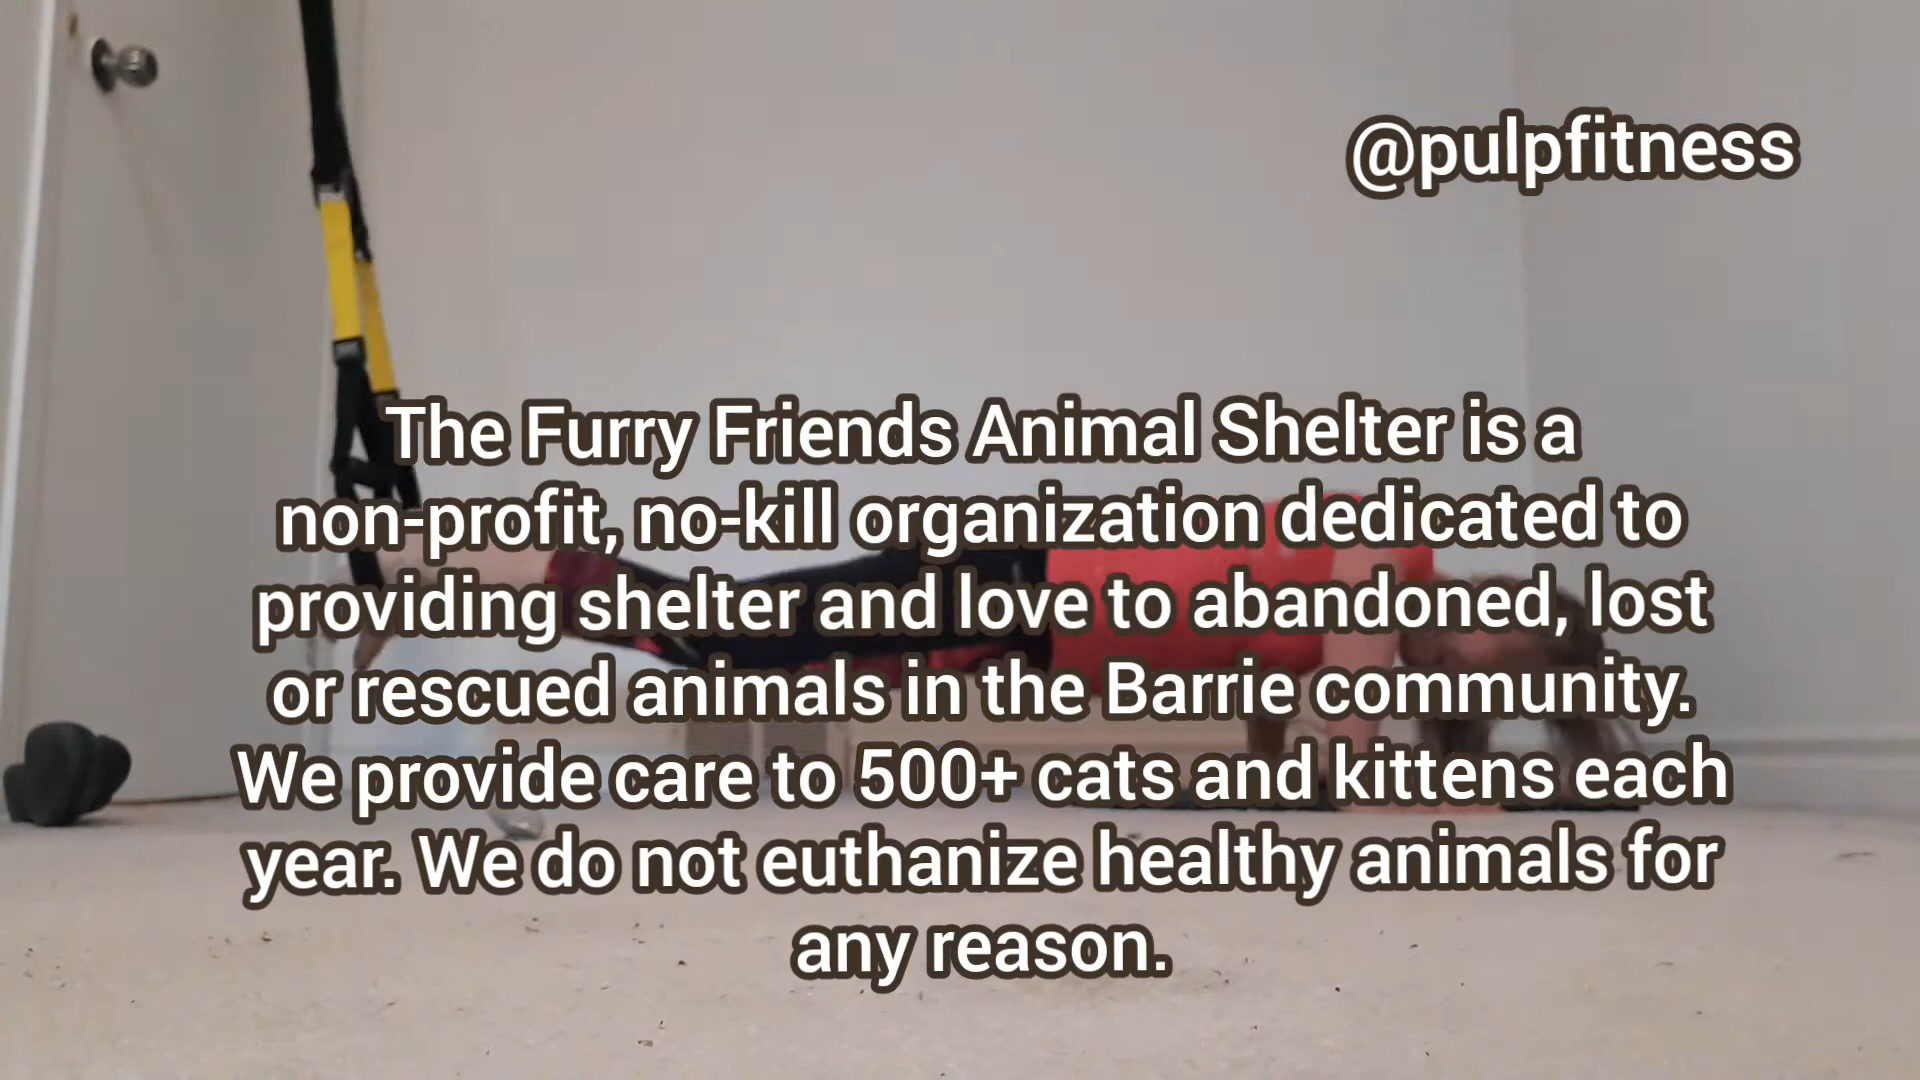 @pulpfitness
The Furry Friends Animal Shelter is a
non-profit, no-kill organization dedicated to
providing shelter and love to abandoned, lost
or rescued animals in the Barrie community.
We provide care to 500+ cats and kittens each
year. We do not euthanize healthy animals for
any reason.